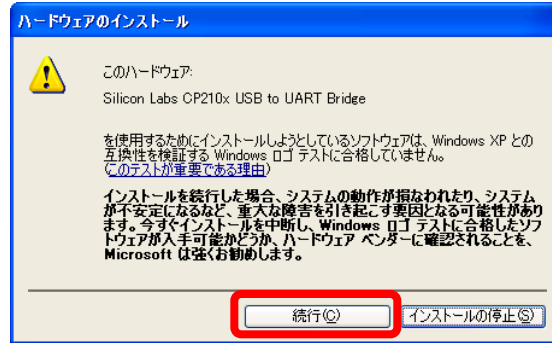 ハードウェアのインストール
このハードウェア:
Silicon Labs CP210x USB to UART Bridge
を使用するためにインストールしようとしているソフトウェアは、Windows XP との
互換性を検証する Windows ロゴ テストに合格していません。
(このテストが重要である理由)
インストールを続行した場合、システムの動作が損なわれたり、システム
が不安定になるなど、重大な障害を引き起こす要因となる可能性があり
ます。今すぐインストールを中断し、Windows ロゴ テストに合格したソフ
トウェアが入手可能かどうか、ハードウェア ベンダーに確認されることを、
Microsoft は強くお勧めします。
続行(C)
インストールの停止(S)